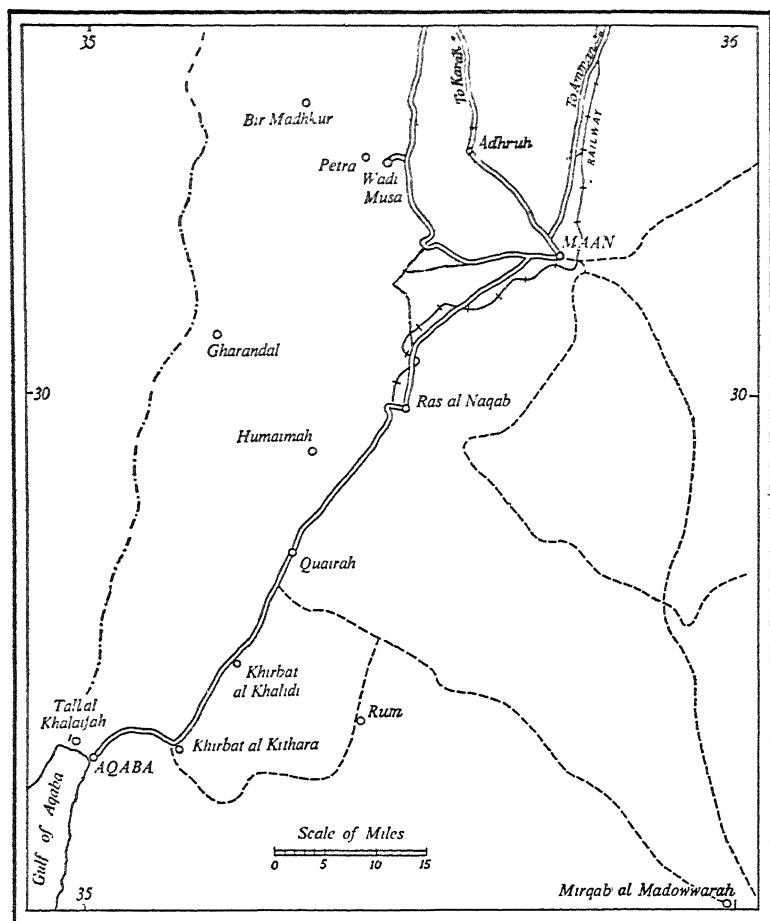 35
36
To Karak
To Amman
RAILWAY
Bir Madhkur
Adhruh
Petra
Wadi
Musa
MAAN
Gharandal
30
30
Ras al Naqab
Humaimah
Quairah
Khirbat
al Khalidi
Tall al
Khalaifah
Rum
Khirbat al Kithara
AQABA
Gulf of Aqaba
Scale of Miles
0
5
10
15
35
Mirqab al Madowwarah